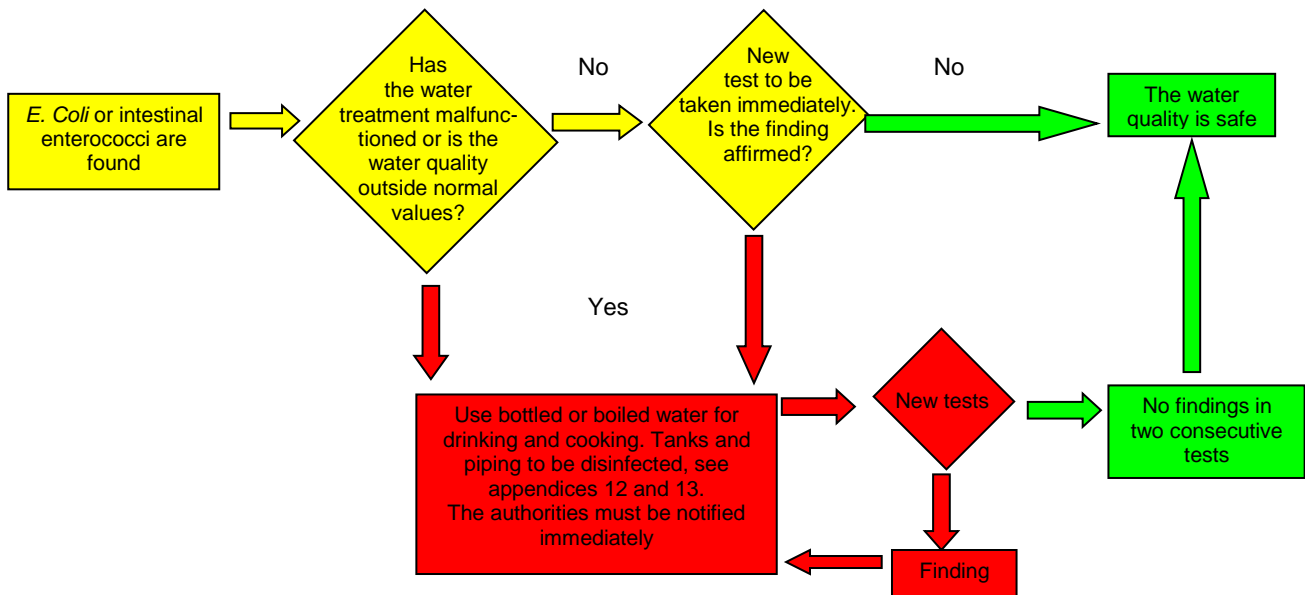 E. Coli or intestinal
enterococci are
found
Has
the water
treatment malfunc-
tioned or is the
water quality
outside normal
values?
No
New
test to be
taken immediately.
Is the finding
affirmed?
No
The water
quality is safe
Yes
Use bottled or boiled water for
drinking and cooking. Tanks and
piping to be disinfected, see
appendices 12 and 13.
The authorities must be notified
immediately
New tests
No findings in
two consecutive
tests
Finding